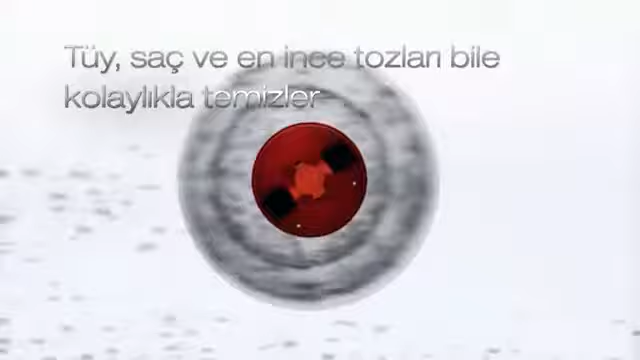 Tüy, saç ve en ince tozları bile
kolaylıkla temizler